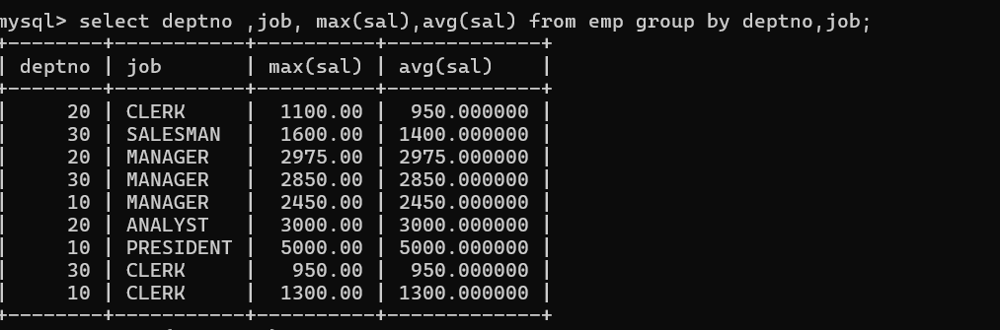 mysql> select deptno ,job, max(sal),avg(sal) from emp group by deptno,job;
+--------+-----------+----------+-------------+
| deptno | job       | max(sal) | avg(sal)    |
+--------+-----------+----------+-------------+
|     20 | CLERK     |  1100.00 |  950.000000 |
|     30 | SALESMAN  |  1600.00 | 1400.000000 |
|     20 | MANAGER   |  2975.00 | 2975.000000 |
|     30 | MANAGER   |  2850.00 | 2850.000000 |
|     10 | MANAGER   |  2450.00 | 2450.000000 |
|     20 | ANALYST   |  3000.00 | 3000.000000 |
|     10 | PRESIDENT |  5000.00 | 5000.000000 |
|     30 | CLERK     |   950.00 |  950.000000 |
|     10 | CLERK     |  1300.00 | 1300.000000 |
+--------+-----------+----------+-------------+